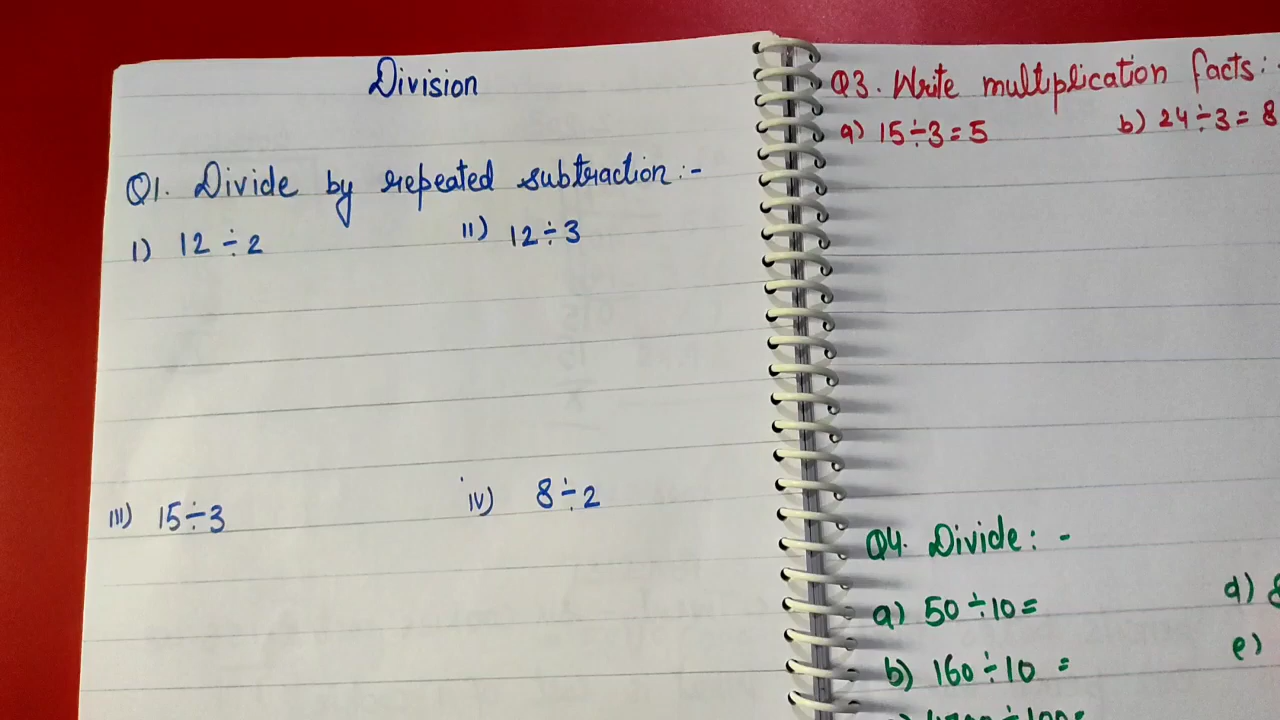 Division
Q1. Divide by repeated subtraction:-
i) 12÷2 ii) 12÷3
iii) 15÷3 iv) 8÷2
Q3. Write multiplication facts:-
a) 15÷3=5 b) 24÷3=8
Q4. Divide:-
a) 50÷10= d)
b) 160÷10= e)